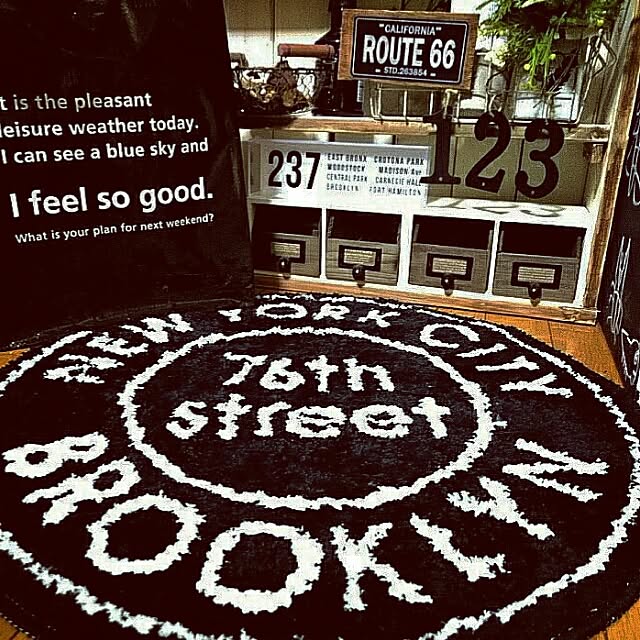 t is the pleasant
leisure weather today.
I can see a blue sky and
I feel so good.
What is your plan for next weekend?
CALIFORNIA
ROUTE 66
STD.263854
123
237
EAST BRONX
WOODSTOCK
CENTRAL PARK
BROOKLYN
CROTONA PARK
MADISON Av.
CARNEGIE HALL
FORT HAMILTON
NEW YORK CITY
76th
street
BROOKLYN